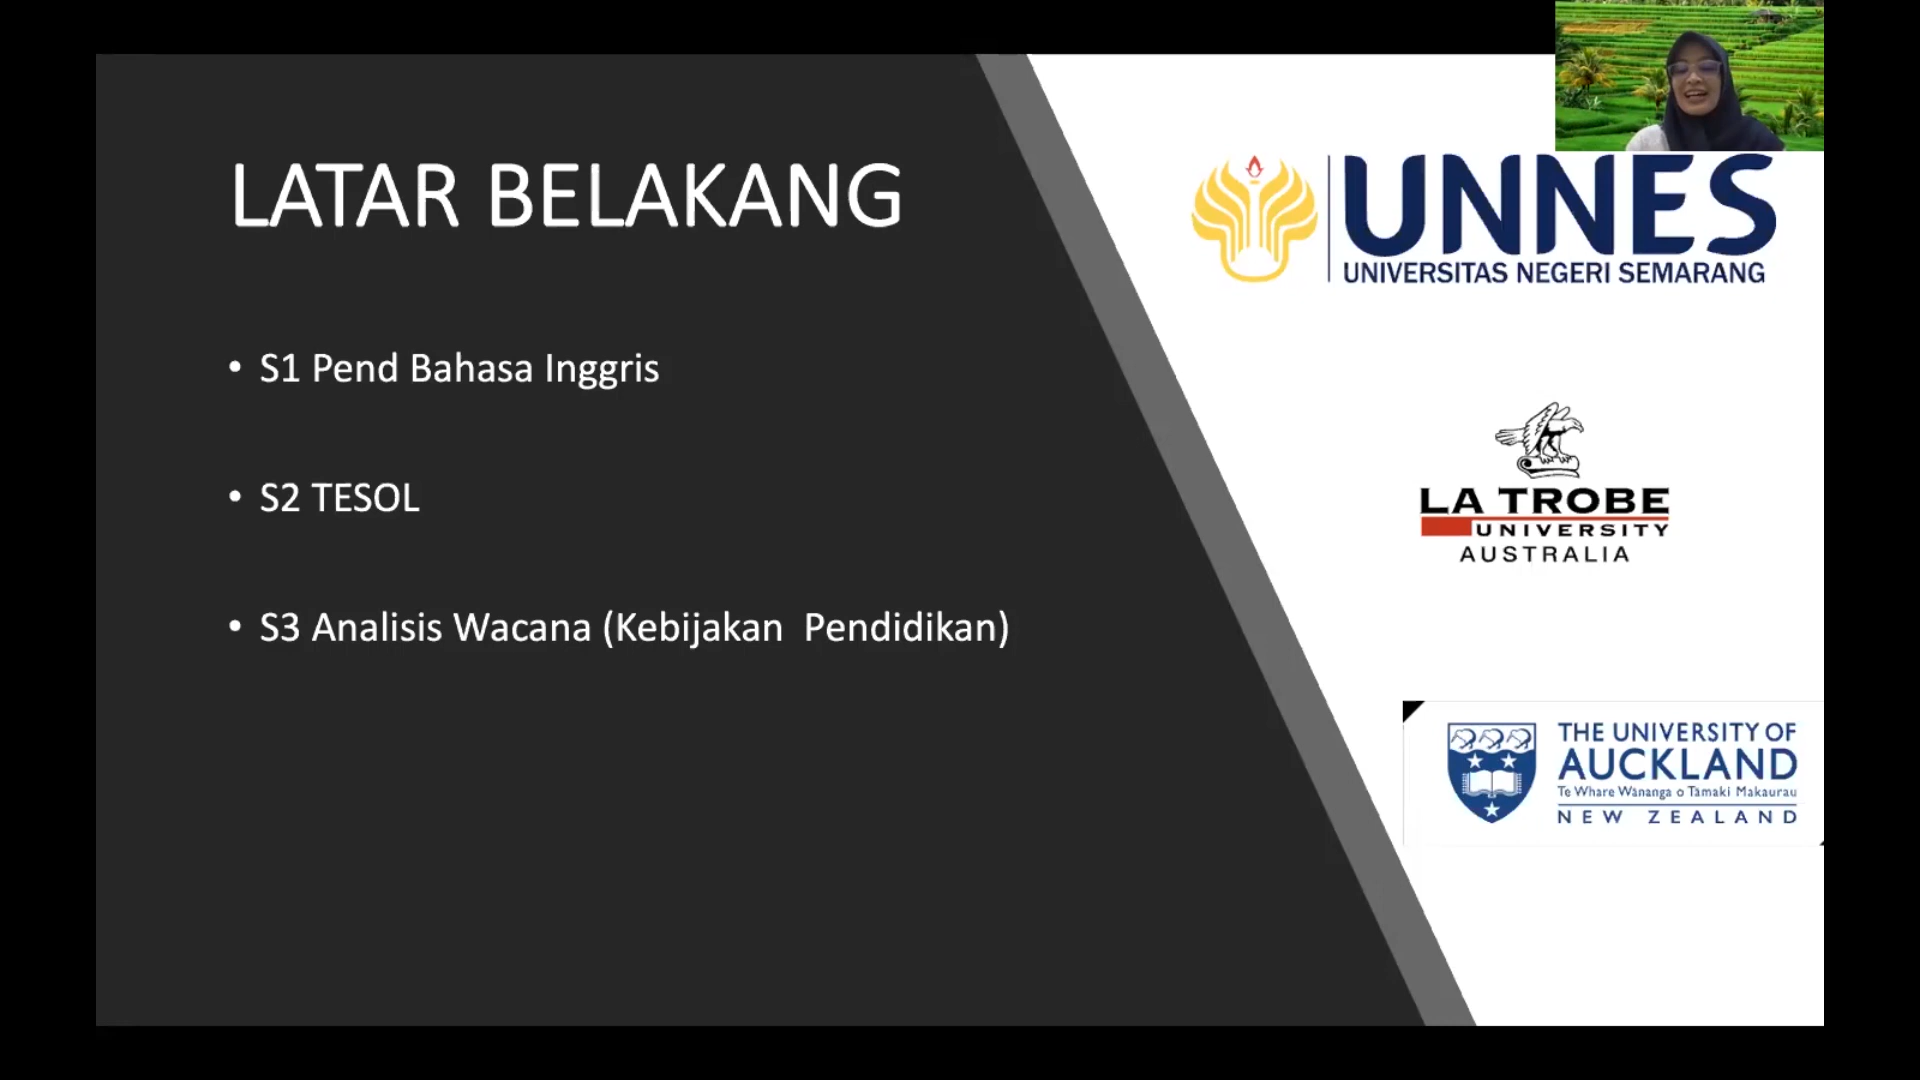 LATAR BELAKANG
• S1 Pend Bahasa Inggris
• S2 TESOL
• S3 Analisis Wacana (Kebijakan Pendidikan)
UNNES
UNIVERSITAS NEGERI SEMARANG
LA TROBE
UNIVERSITY
AUSTRALIA
THE UNIVERSITY OF
AUCKLAND
Te Whare Wānanga o Tāmaki Makaurau
NEW ZEALAND